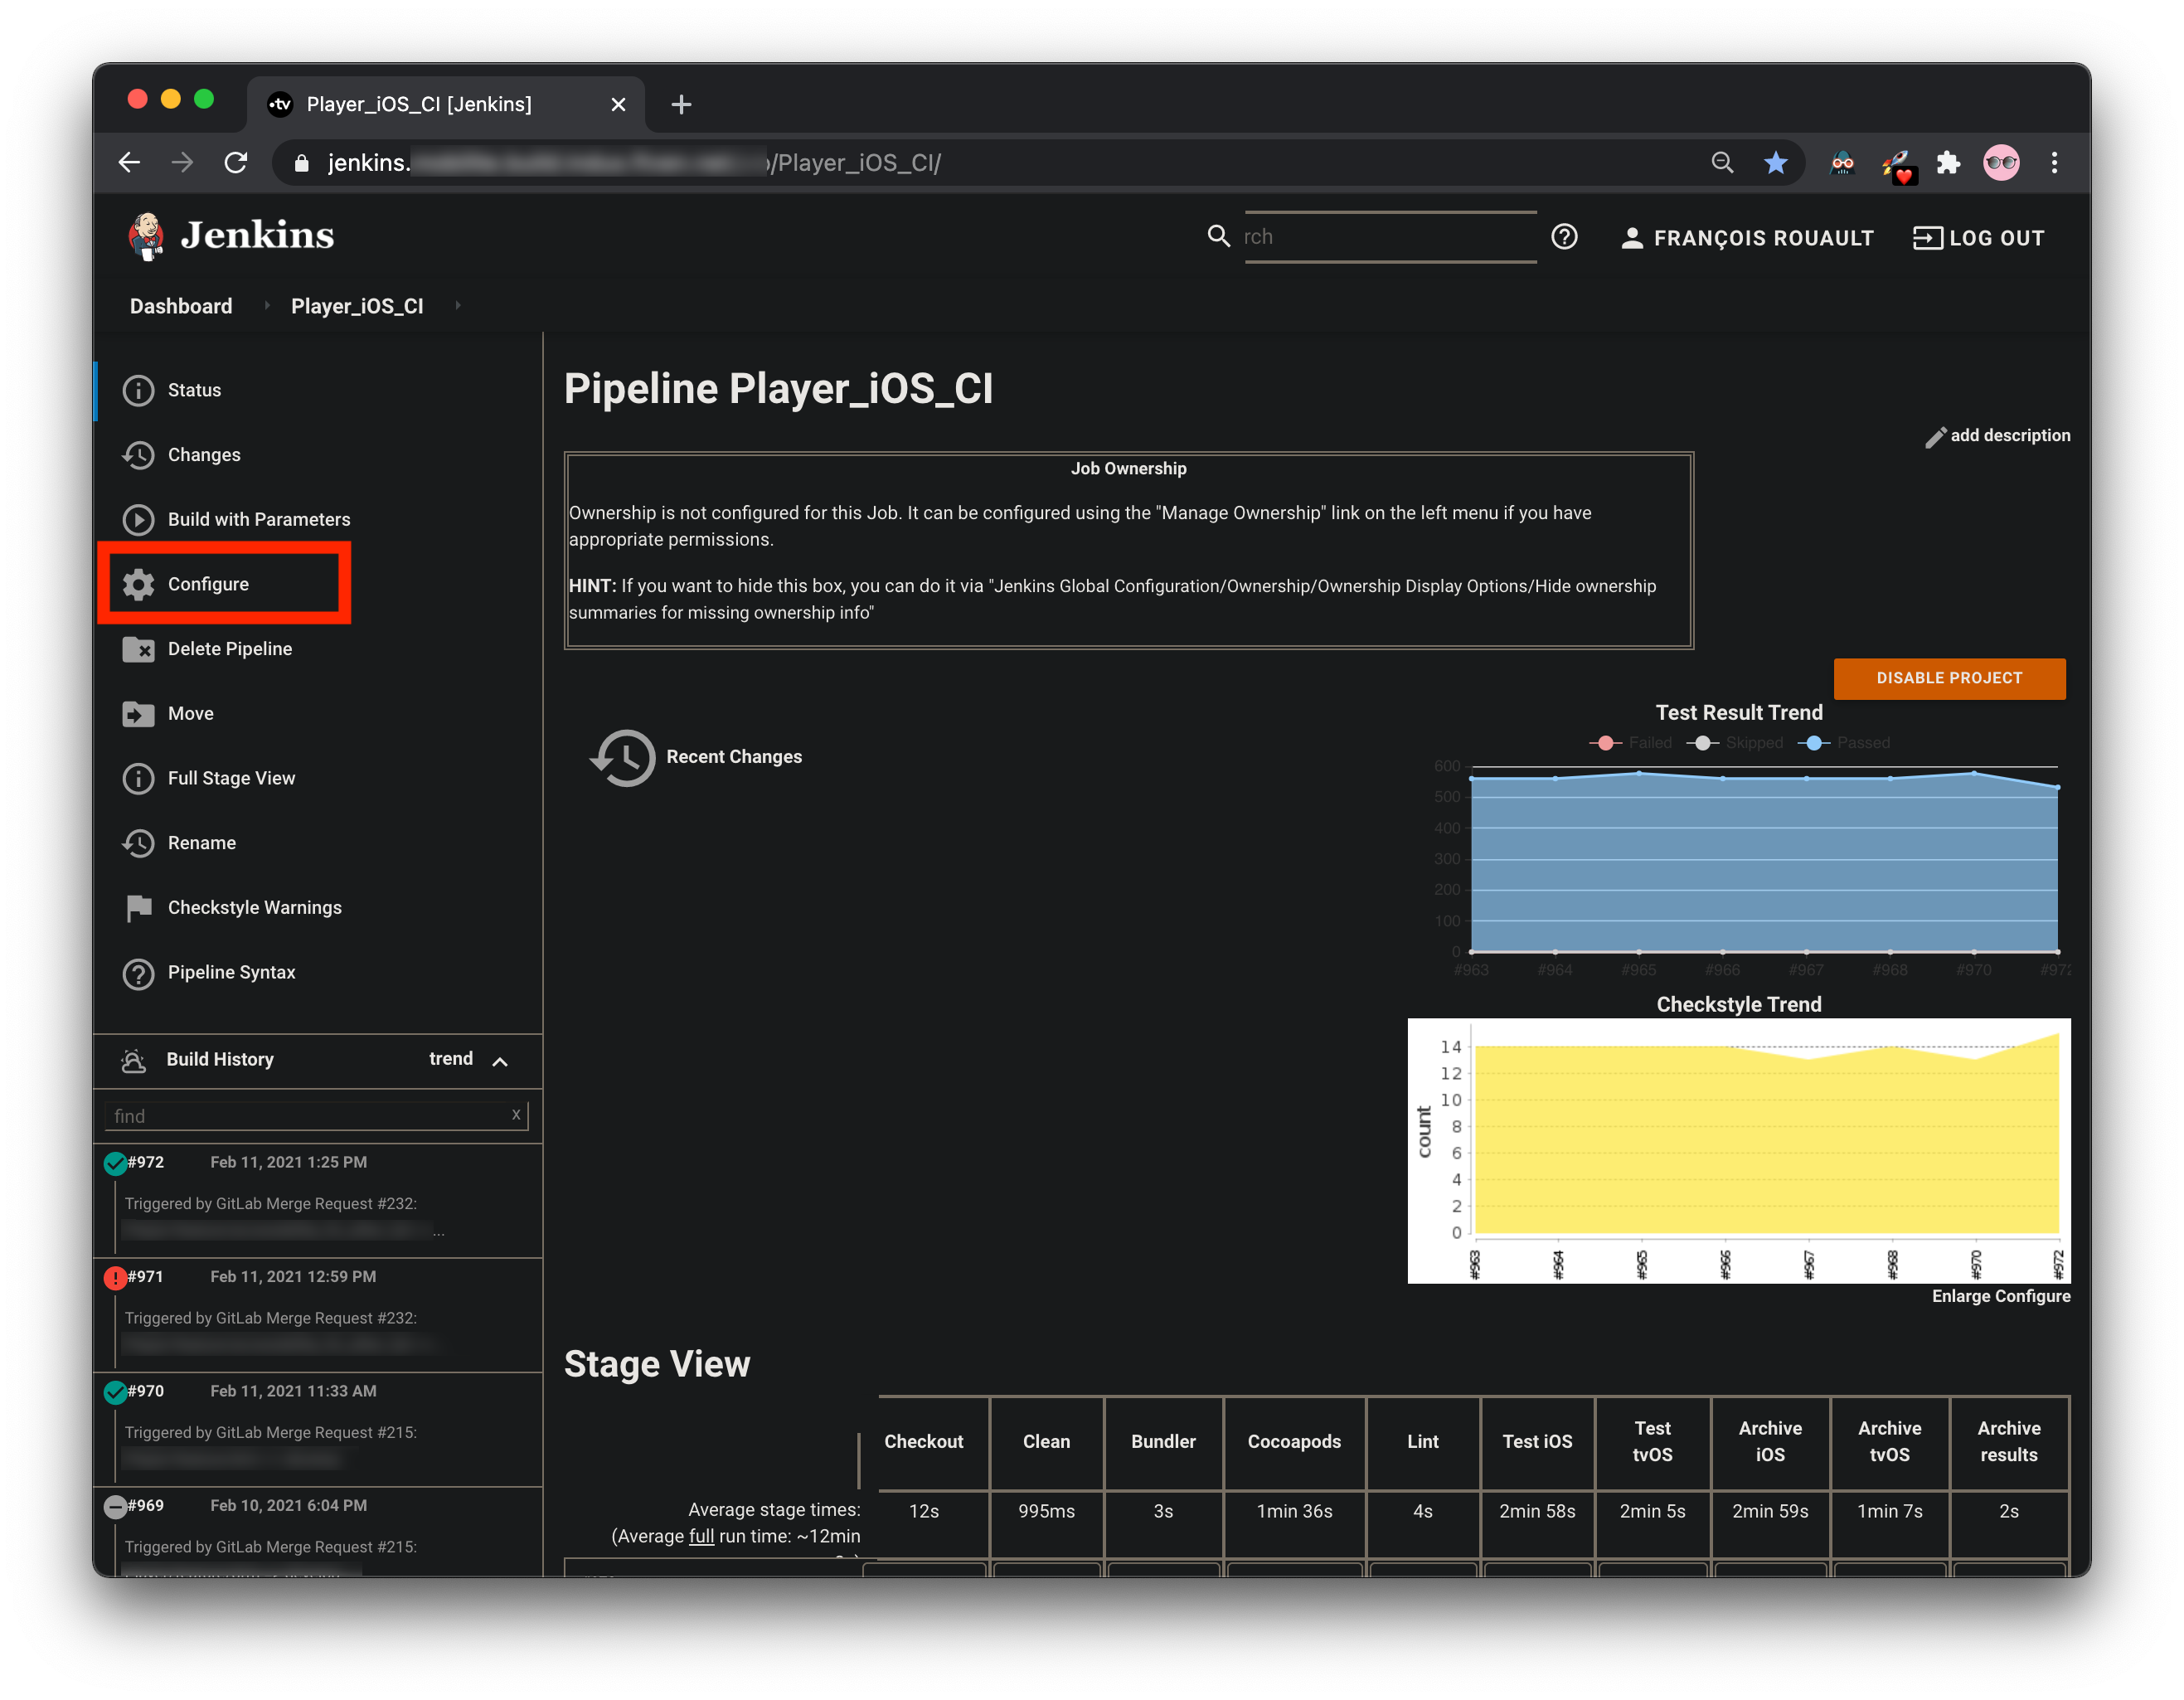 Player_iOS_CI [Jenkins]
jenkins.
/Player_iOS_CI/
Jenkins
rch
FRANÇOIS ROUAULT
LOG OUT
Dashboard
Player_iOS_CI
Status
Changes
Build with Parameters
Configure
Delete Pipeline
Move
Full Stage View
Rename
Checkstyle Warnings
Pipeline Syntax
Build History
trend
find
x
#972 Feb 11, 2021 1:25 PM
Triggered by GitLab Merge Request #232:
...
#971 Feb 11, 2021 12:59 PM
Triggered by GitLab Merge Request #232:
#970 Feb 11, 2021 11:33 AM
Triggered by GitLab Merge Request #215:
#969 Feb 10, 2021 6:04 PM
Triggered by GitLab Merge Request #215:
Pipeline Player_iOS_CI
add description
Job Ownership
Ownership is not configured for this Job. It can be configured using the "Manage Ownership" link on the left menu if you have
appropriate permissions.
HINT: If you want to hide this box, you can do it via "Jenkins Global Configuration/Ownership/Ownership Display Options/Hide ownership
summaries for missing ownership info"
DISABLE PROJECT
Recent Changes
Test Result Trend
Failed Skipped Passed
600
500
400
300
200
100
0
#963 #964 #965 #966 #967 #968 #970 #972
Checkstyle Trend
count
14
12
10
8
6
4
2
0
#963 #964 #965 #966 #967 #968 #970 #972
Enlarge Configure
Stage View
Checkout
Clean
Bundler
Cocoapods
Lint
Test iOS
Test
tvOS
Archive
iOS
Archive
tvOS
Archive
results
Average stage times:
(Average full run time: ~12min
12s
995ms
3s
1min 36s
4s
2min 58s
2min 5s
2min 59s
1min 7s
2s